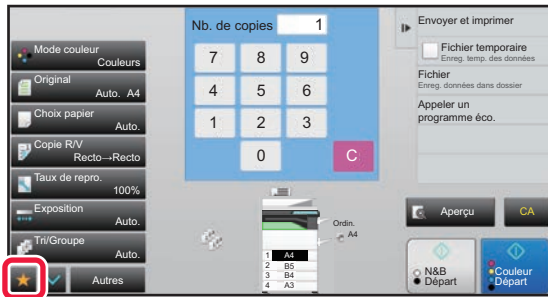 Mode couleur
Couleurs
Original
Auto. A4
Choix papier
Auto.
Copie R/V
Recto→Recto
Taux de repro.
100%
Exposition
Auto.
Tri/Groupe
Auto.
Autres
Nb. de copies 1
7 8 9
4 5 6
1 2 3
0 C
Ordin.
A4
1 A4
2 B5
3 B4
4 A3
Envoyer et imprimer
Fichier temporaire
Enreg. temp. des données
Fichier
Enreg. données dans dossier
Appeler un
programme éco.
Aperçu CA
N&B
Départ
Couleur
Départ